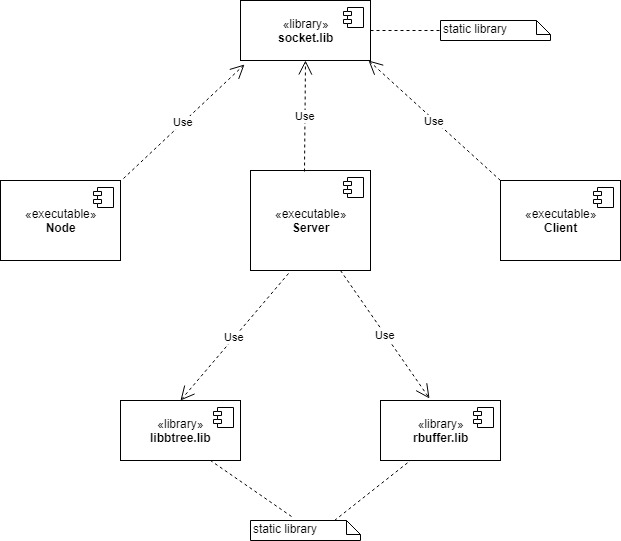 «library»
socket.lib
static library
Use
Use
Use
«executable»
Node
«executable»
Server
«executable»
Client
Use
Use
«library»
libbtree.lib
«library»
rbuffer.lib
static library